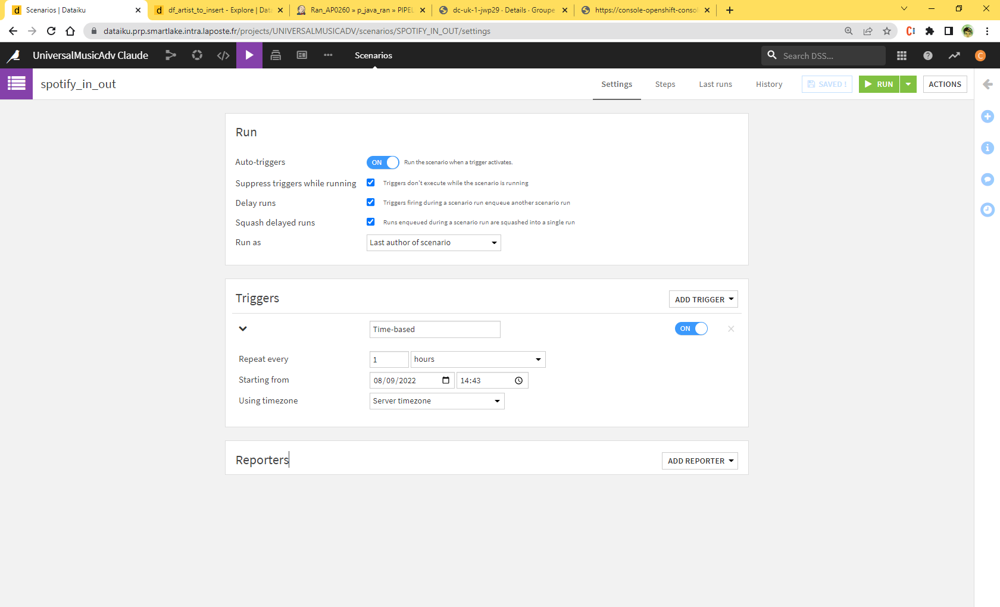 Scenarios | Dataiku
df_artist_to_insert - Explore | Data
Ran_AP0260 » p_java_ran » PIPEL
dc-uk-1-jwp29 · Details · Groupe
https://console-openshift-consol
dataiku.prp.smartlake.intra.laposte.fr/projects/UNIVERSALMUSICADV/scenarios/SPOTIFY_IN_OUT/settings
UniversalMusicAdv Claude
Scenarios
Search DSS...
C
spotify_in_out
Settings
Steps
Last runs
History
SAVED !
RUN
ACTIONS
Run
Auto-triggers
ON
Run the scenario when a trigger activates.
Suppress triggers while running
Triggers don't execute while the scenario is running
Delay runs
Triggers firing during a scenario run enqueue another scenario run
Squash delayed runs
Runs enqueued during a scenario run are squashed into a single run
Run as
Last author of scenario
Triggers
ADD TRIGGER
Time-based
ON
Repeat every
1
hours
Starting from
08/09/2022
14:43
Using timezone
Server timezone
Reporters
ADD REPORTER